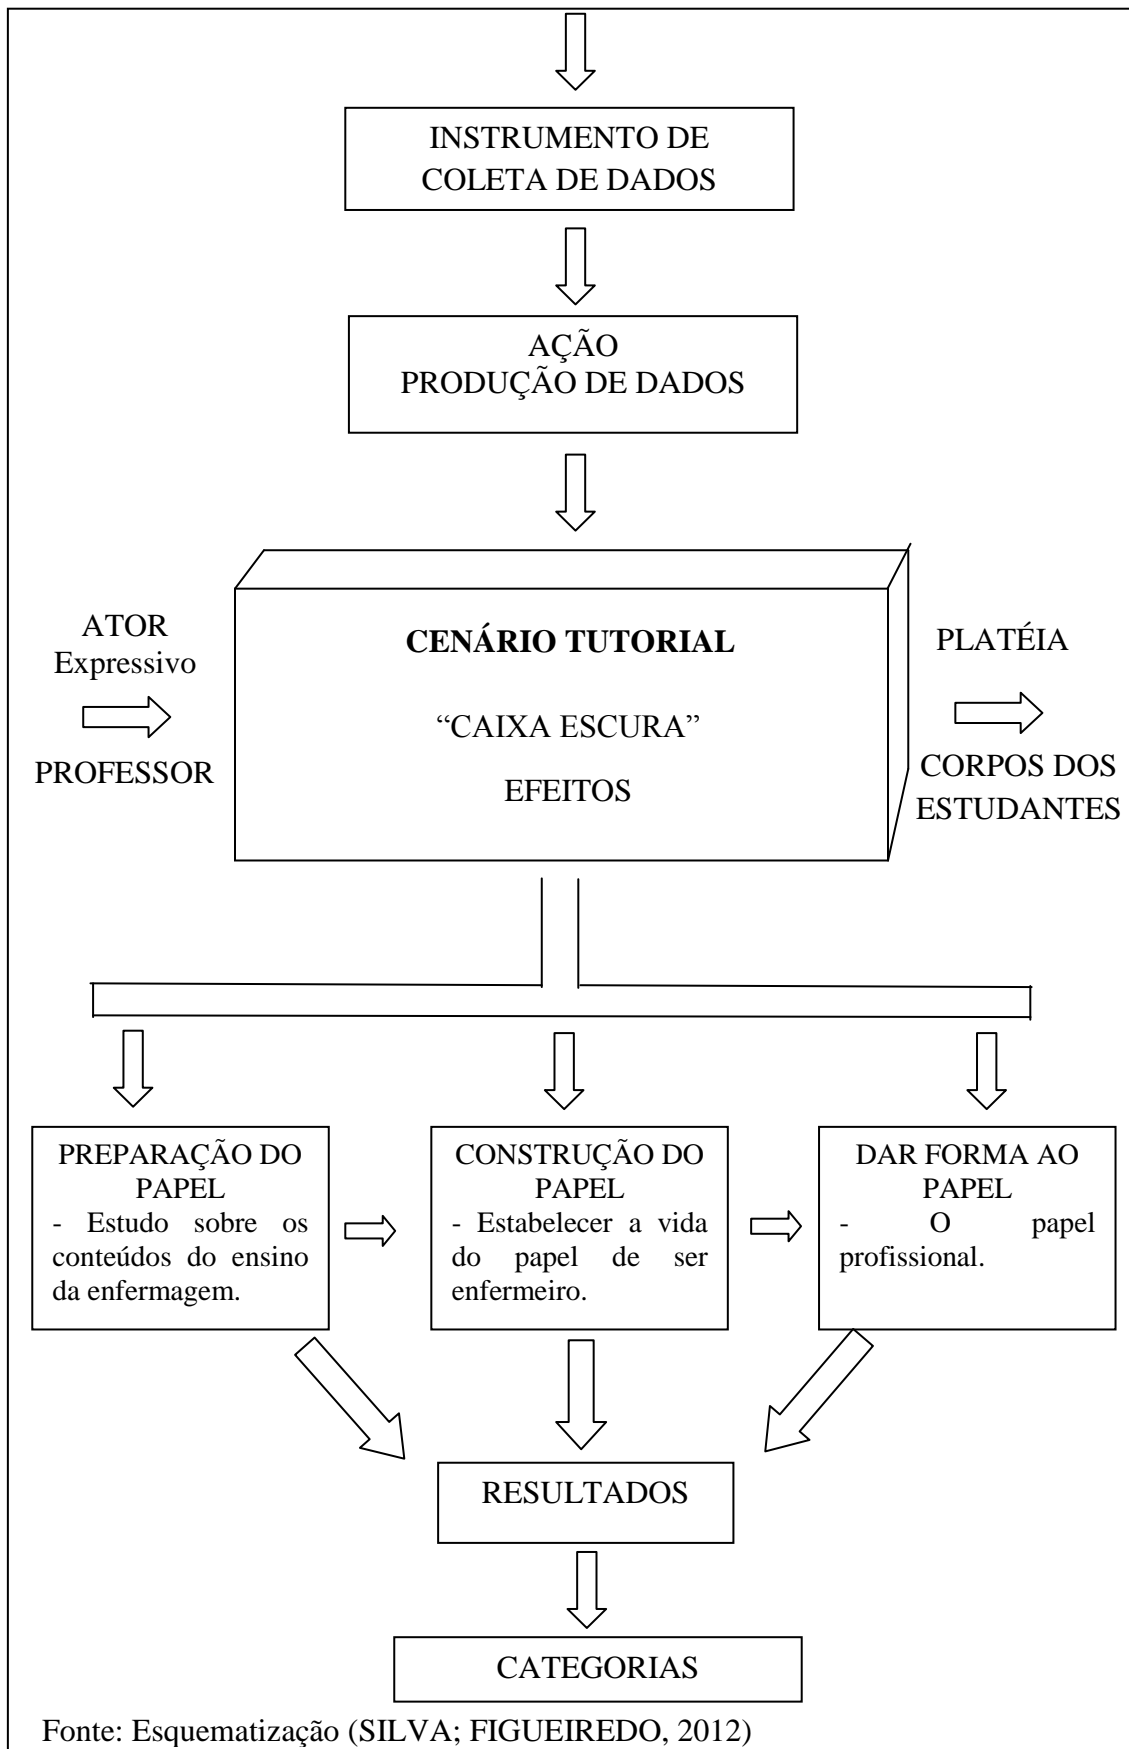 INSTRUMENTO DE
COLETA DE DADOS
AÇÃO
PRODUÇÃO DE DADOS
ATOR
Expressivo
PROFESSOR
CENÁRIO TUTORIAL
“CAIXA ESCURA”
EFEITOS
PLATÉIA
CORPOS DOS
ESTUDANTES
PREPARAÇÃO DO
PAPEL
- Estudo sobre os
conteúdos do ensino
da enfermagem.
CONSTRUÇÃO DO
PAPEL
- Estabelecer a vida
do papel de ser
enfermeiro.
DAR FORMA AO
PAPEL
- O papel
profissional.
RESULTADOS
CATEGORIAS
Fonte: Esquematização (SILVA; FIGUEIREDO, 2012)